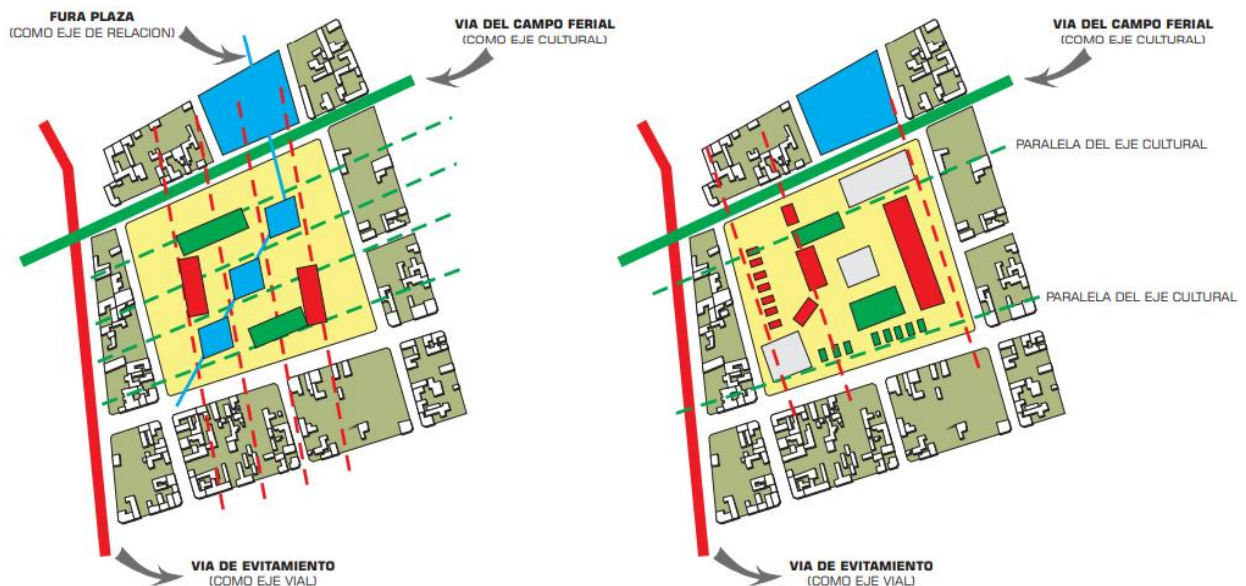 FURA PLAZA
(COMO EJE DE RELACION)
VIA DEL CAMPO FERIAL
(COMO EJE CULTURAL)
VIA DE EVITAMIENTO
(COMO EJE VIAL)
VIA DEL CAMPO FERIAL
(COMO EJE CULTURAL)
PARALELA DEL EJE CULTURAL
PARALELA DEL EJE CULTURAL
VIA DE EVITAMIENTO
(COMO EJE VIAL)